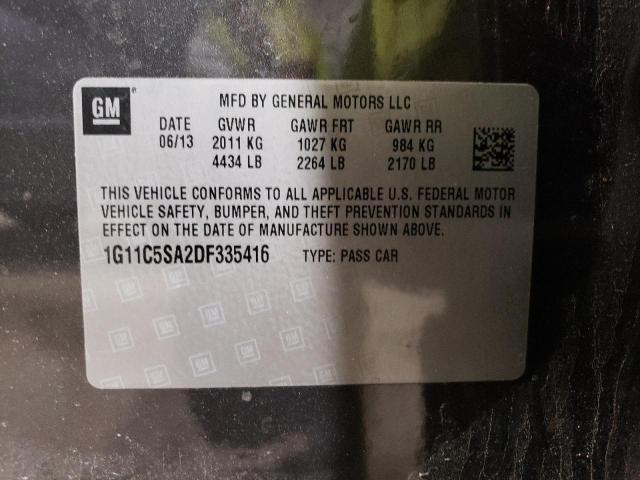 GM ®
MFD BY GENERAL MOTORS LLC
DATE GVWR GAWR FRT GAWR RR
06/13 2011 KG 1027 KG 984 KG
4434 LB 2264 LB 2170 LB
THIS VEHICLE CONFORMS TO ALL APPLICABLE U.S. FEDERAL MOTOR
VEHICLE SAFETY, BUMPER, AND THEFT PREVENTION STANDARDS IN
EFFECT ON THE DATE OF MANUFACTURE SHOWN ABOVE.
1G11C5SA2DF335416 TYPE: PASS CAR